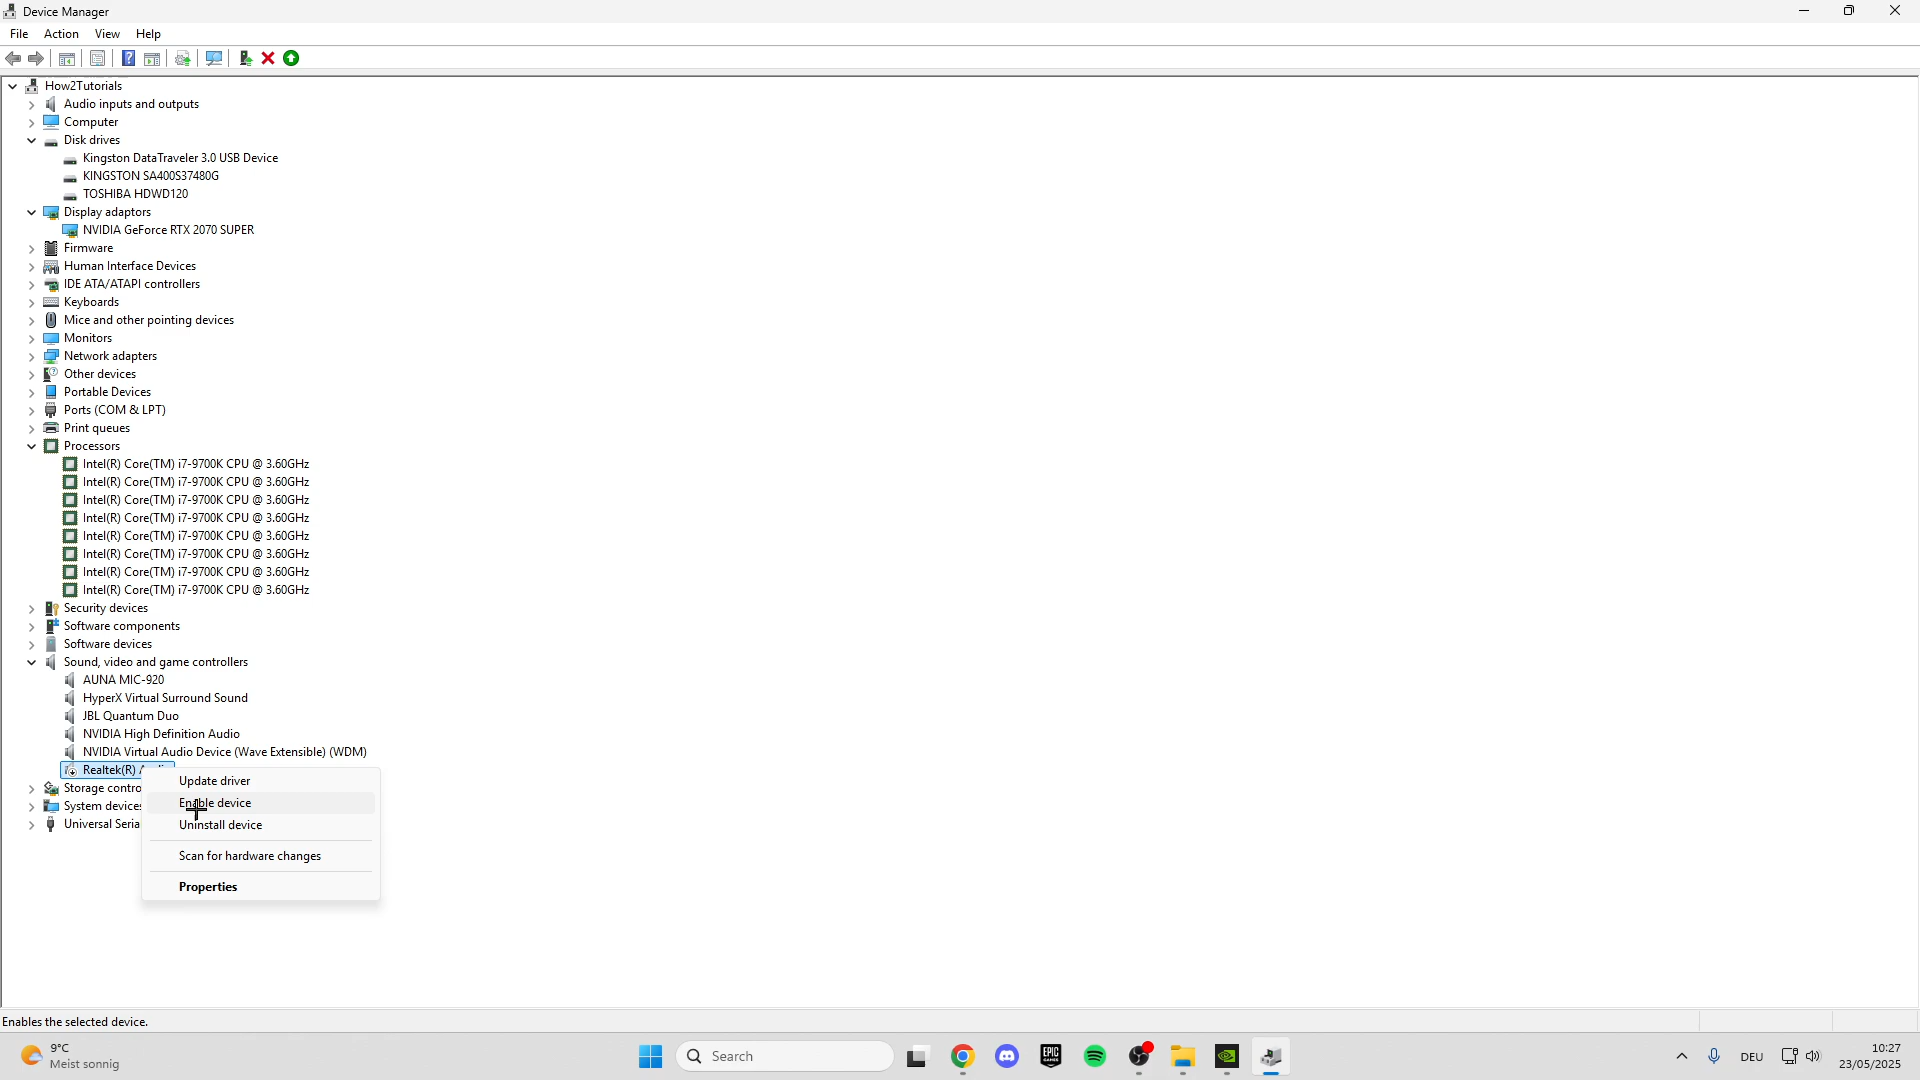 Device Manager
File Action View Help
How2Tutorials
Audio inputs and outputs
Computer
Disk drives
Kingston DataTraveler 3.0 USB Device
KINGSTON SA400S37480G
TOSHIBA HDWD120
Display adaptors
NVIDIA GeForce RTX 2070 SUPER
Firmware
Human Interface Devices
IDE ATA/ATAPI controllers
Keyboards
Mice and other pointing devices
Monitors
Network adapters
Other devices
Portable Devices
Ports (COM & LPT)
Print queues
Processors
Intel(R) Core(TM) i7-9700K CPU @ 3.60GHz
Intel(R) Core(TM) i7-9700K CPU @ 3.60GHz
Intel(R) Core(TM) i7-9700K CPU @ 3.60GHz
Intel(R) Core(TM) i7-9700K CPU @ 3.60GHz
Intel(R) Core(TM) i7-9700K CPU @ 3.60GHz
Intel(R) Core(TM) i7-9700K CPU @ 3.60GHz
Intel(R) Core(TM) i7-9700K CPU @ 3.60GHz
Intel(R) Core(TM) i7-9700K CPU @ 3.60GHz
Security devices
Software components
Software devices
Sound, video and game controllers
AUNA MIC-920
HyperX Virtual Surround Sound
JBL Quantum Duo
NVIDIA High Definition Audio
NVIDIA Virtual Audio Device (Wave Extensible) (WDM)
Realtek(R)
Storage
System devices
Universal
Update driver
Enable device
Uninstall device
Scan for hardware changes
Properties
Enables the selected device.
9°C
Meist sonnig
Search
EPIC
GAMES
DEU
10:27
23/05/2025